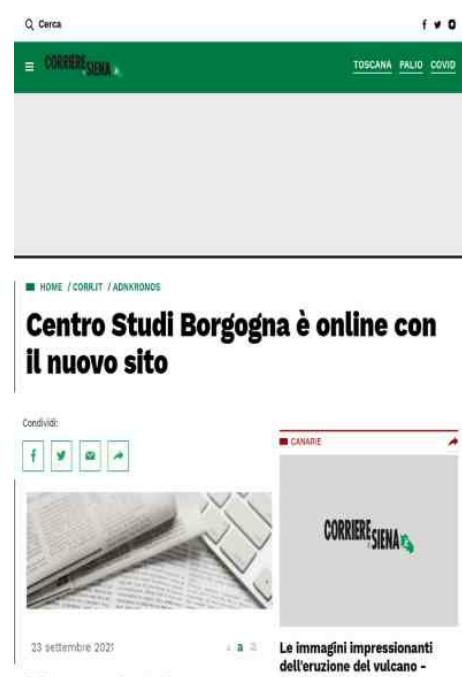 Cerca
CORRIERE SIENA
TOSCANA PALIO COVID
HOME / CORR.IT / ADNKRONOS
Centro Studi Borgogna è online con
il nuovo sito
Condividi:
23 settembre 2021
a a a
CANARIE
CORRIERE SIENA
Le immagini impressionanti
dell'eruzione del vulcano -